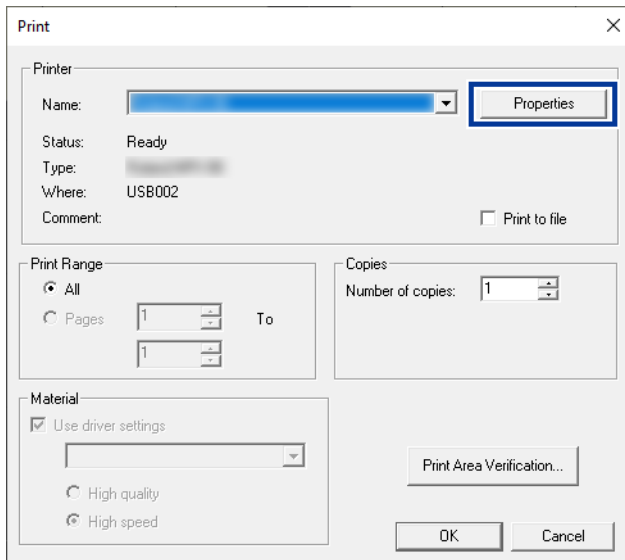 Print
Printer
Name:
Properties
Status: Ready
Type:
Where: USB002
Comment:
Print to file
Print Range
All
Pages 1 To
1
Copies
Number of copies: 1
Material
Use driver settings
High quality
High speed
Print Area Verification...
OK Cancel